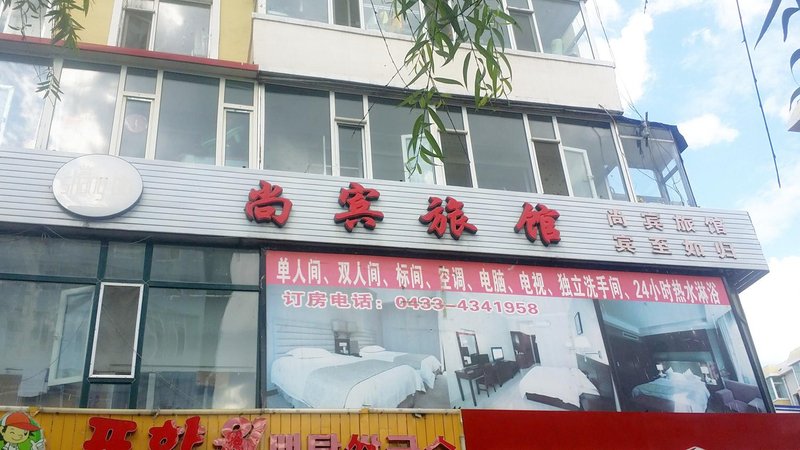 尚宾旅馆
尚宾旅馆
宾至如归
单人间、双人间、标间、空调、电脑、电视、独立洗手间、24小时热水淋浴
订房电话：0433-4341958